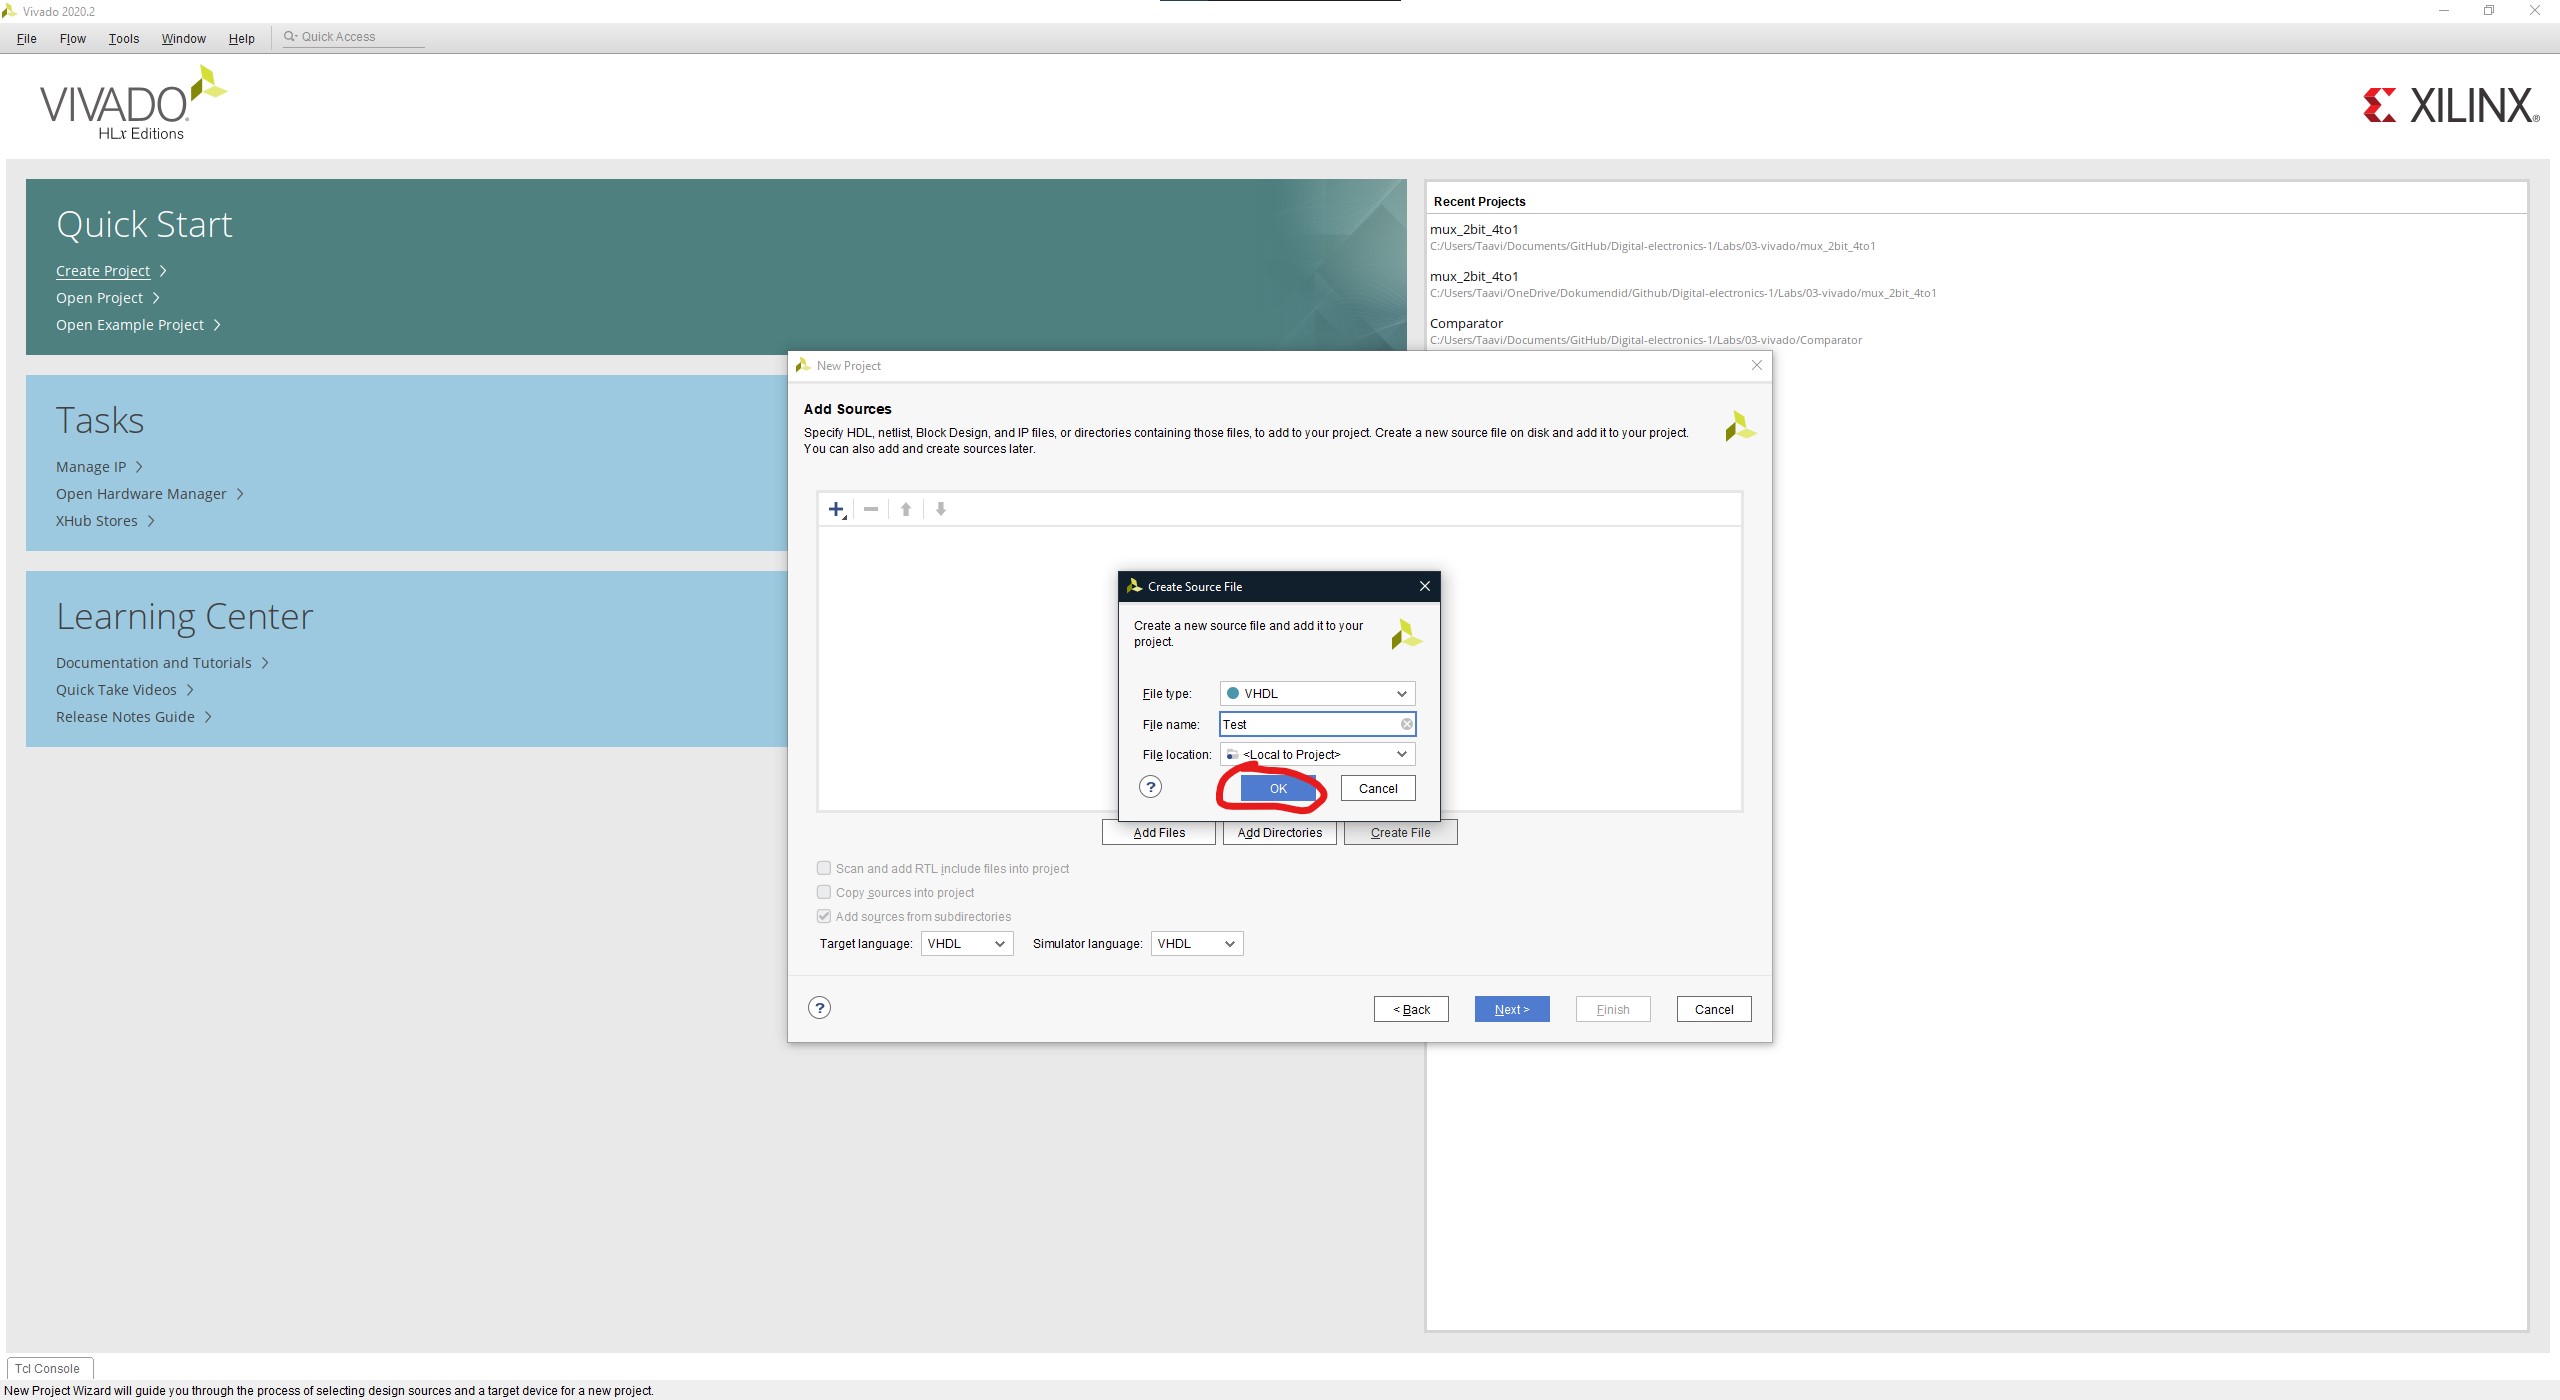 Vivado 2020.2
File Flow Tools Window Help Quick Access
VIVADO®
HLx Editions
XILINX®
Quick Start
Create Project
Open Project
Open Example Project
Tasks
Manage IP
Open Hardware Manager
XHub Stores
Learning Center
Documentation and Tutorials
Quick Take Videos
Release Notes Guide
Recent Projects
mux_2bit_4to1
C:/Users/Taavi/Documents/GitHub/Digital-electronics-1/Labs/03-vivado/mux_2bit_4to1
mux_2bit_4to1
C:/Users/Taavi/OneDrive/Dokumendid/Github/Digital-electronics-1/Labs/03-vivado/mux_2bit_4to1
Comparator
C:/Users/Taavi/Documents/GitHub/Digital-electronics-1/Labs/03-vivado/Comparator
New Project
Add Sources
Specify HDL, netlist, Block Design, and IP files, or directories containing those files, to add to your project. Create a new source file on disk and add it to your project.
You can also add and create sources later.
Create Source File
Create a new source file and add it to your
project.
File type: VHDL
File name: Test
File location: <Local to Project>
? OK Cancel
Add Files Add Directories Create File
Scan and add RTL include files into project
Copy sources into project
Add sources from subdirectories
Target language: VHDL Simulator language: VHDL
? < Back Next > Finish Cancel
Tcl Console
New Project Wizard will guide you through the process of selecting design sources and a target device for a new project.